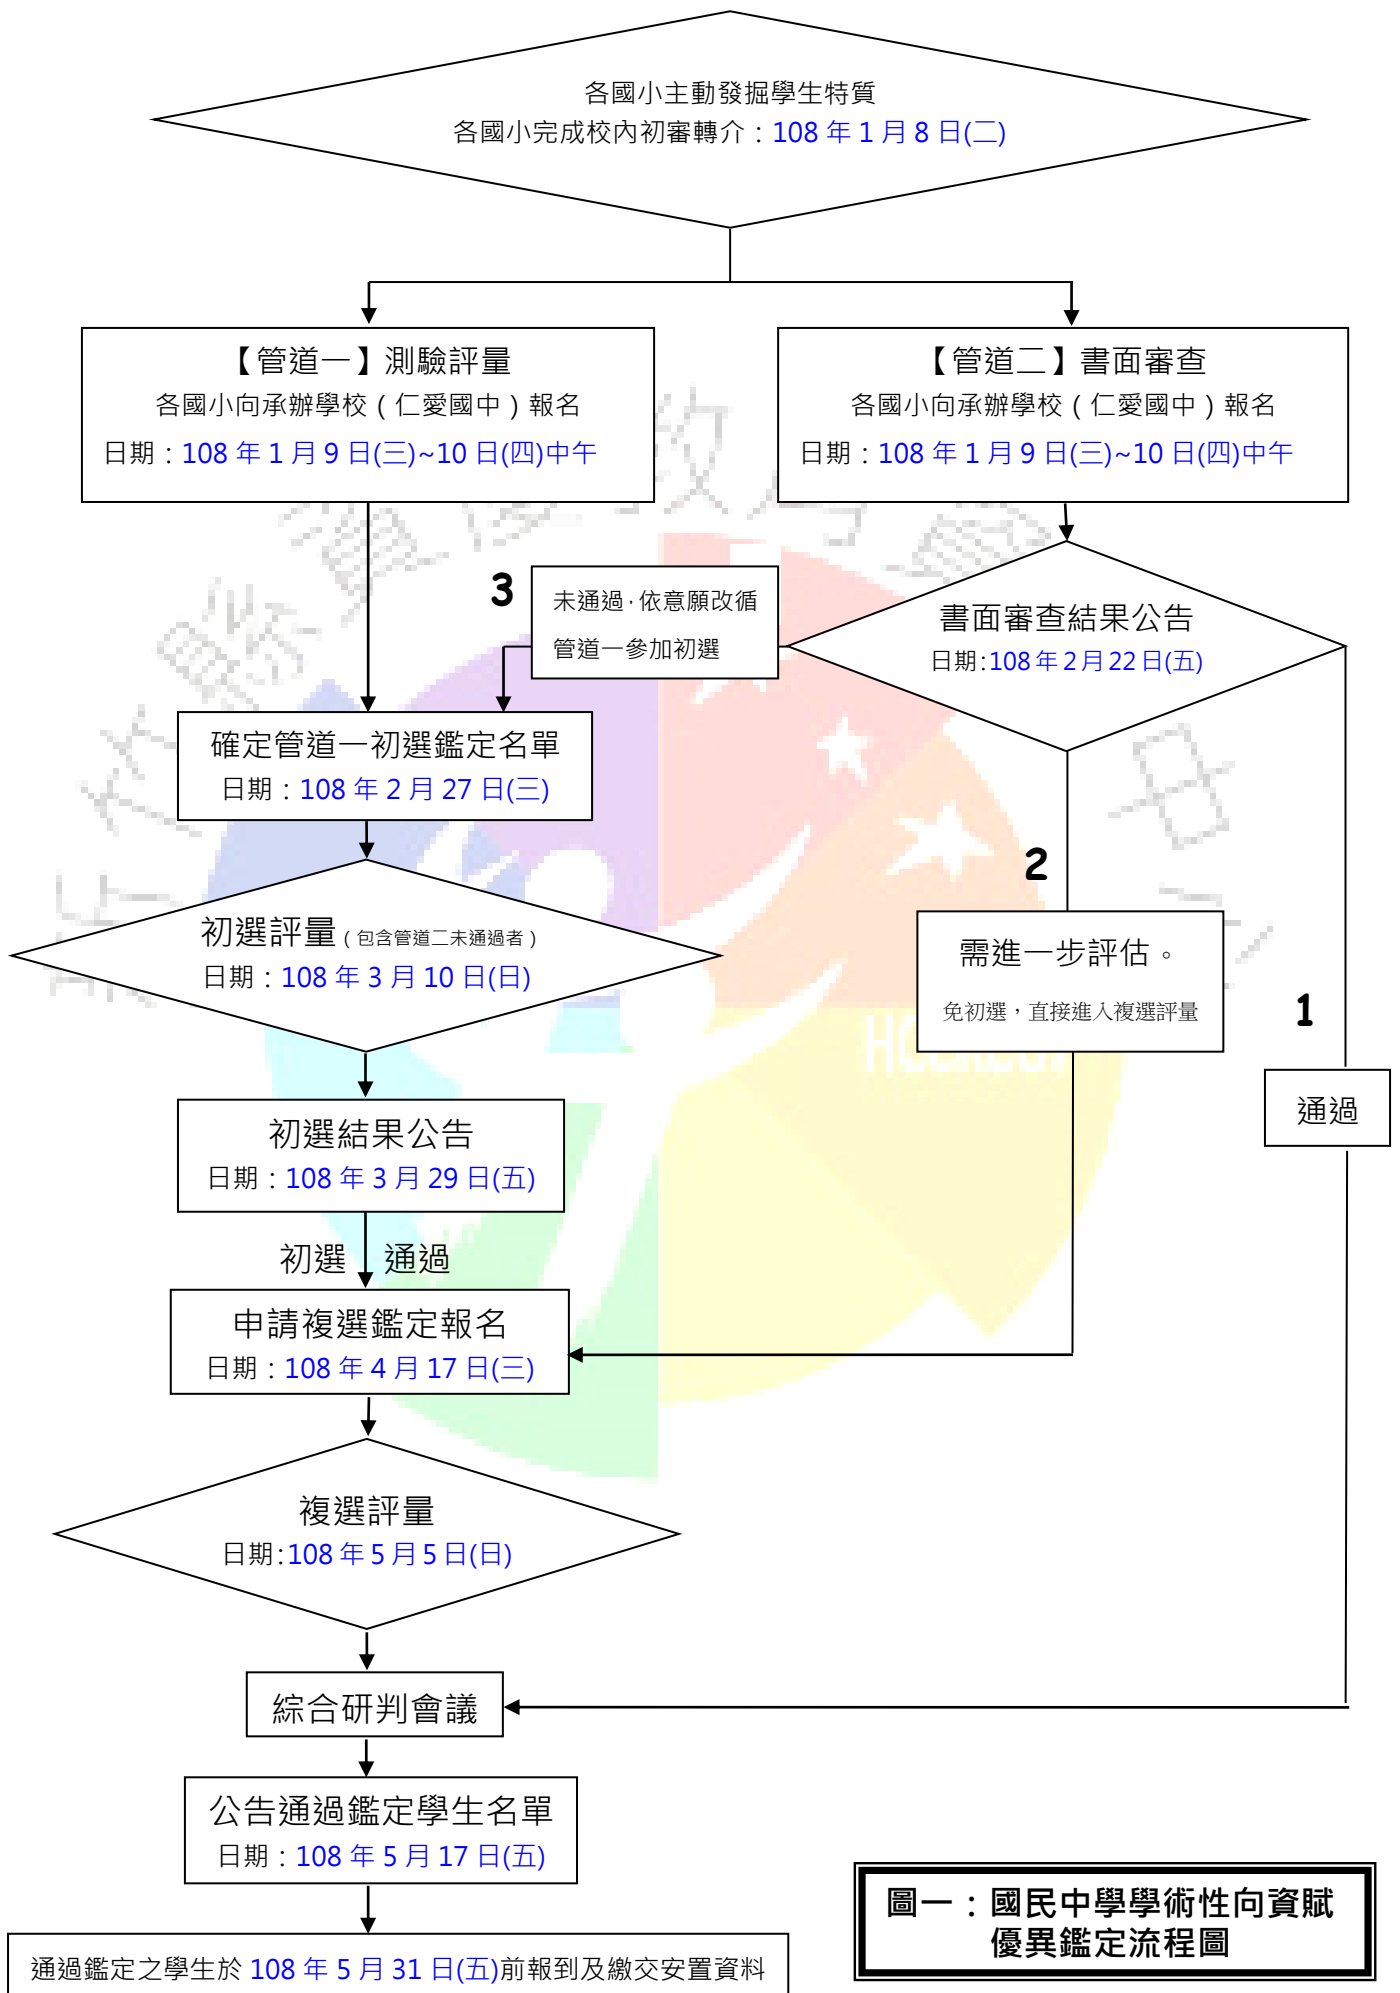 各國小主動發掘學生特質
各國小完成校內初審轉介：108 年 1 月 8 日(二)
【管道一】測驗評量
各國小向承辦學校（仁愛國中）報名
日期：108 年 1 月 9 日(三)~10 日(四)中午
【管道二】書面審查
各國小向承辦學校（仁愛國中）報名
日期：108 年 1 月 9 日(三)~10 日(四)中午
3
未通過，依意願改循
管道一參加初選
書面審查結果公告
日期：108 年 2 月 22 日(五)
確定管道一初選鑑定名單
日期：108 年 2 月 27 日(三)
2
初選評量（包含管道二未通過者）
日期：108 年 3 月 10 日(日)
需進一步評估。
免初選，直接進入複選評量
1
通過
初選結果公告
日期：108 年 3 月 29 日(五)
初選 通過
申請複選鑑定報名
日期：108 年 4 月 17 日(三)
複選評量
日期：108 年 5 月 5 日(日)
綜合研判會議
公告通過鑑定學生名單
日期：108 年 5 月 17 日(五)
圖一：國民中學學術性向資賦
優異鑑定流程圖
通過鑑定之學生於 108 年 5 月 31 日(五)前報到及繳交安置資料